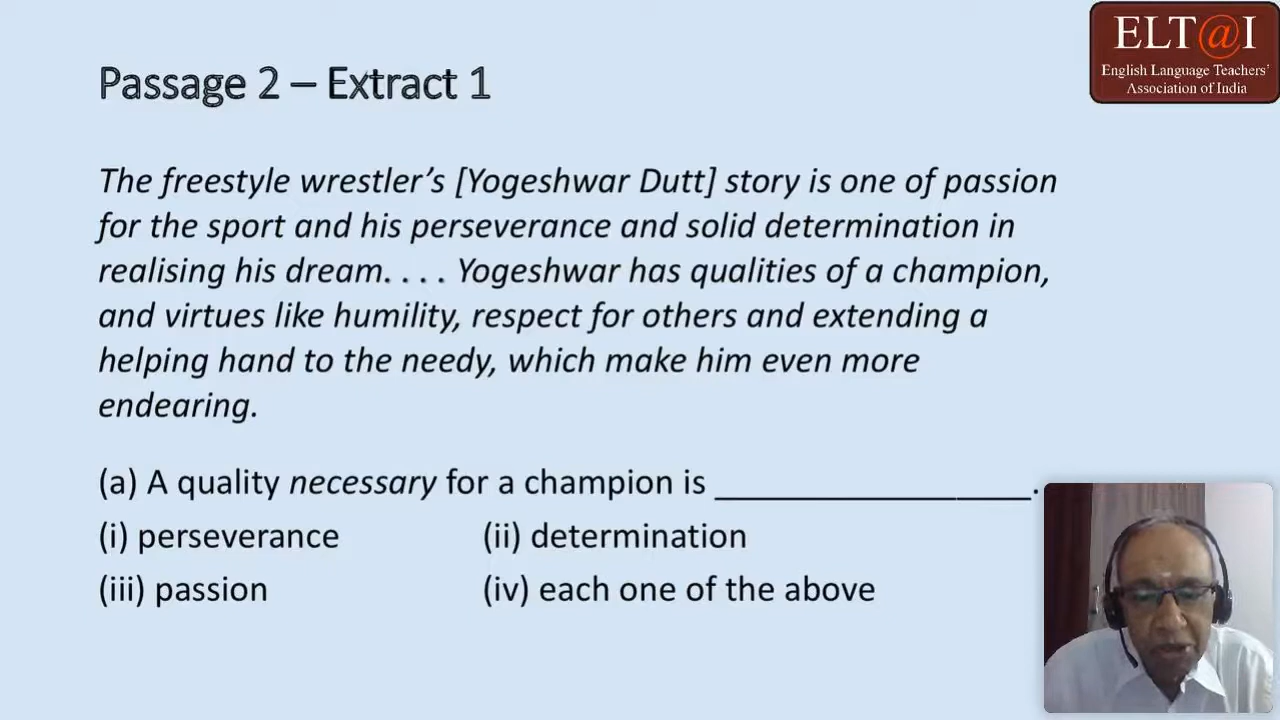 ELT@I
English Language Teachers'
Association of India
Passage 2 – Extract 1
The freestyle wrestler's [Yogeshwar Dutt] story is one of passion
for the sport and his perseverance and solid determination in
realising his dream. . . . Yogeshwar has qualities of a champion,
and virtues like humility, respect for others and extending a
helping hand to the needy, which make him even more
endearing.
(a) A quality necessary for a champion is __________________.
(i) perseverance (ii) determination
(iii) passion (iv) each one of the above